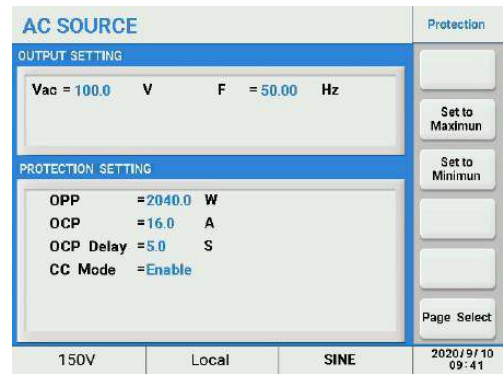 AC SOURCE
Protection
OUTPUT SETTING
Vac = 100.0 V F = 50.00 Hz
Set to
Maximun
Set to
Minimun
PROTECTION SETTING
OPP =2040.0 W
OCP =16.0 A
OCP Delay =5.0 S
CC Mode =Enable
Page Select
150V Local SINE 2020/9/10
09:41